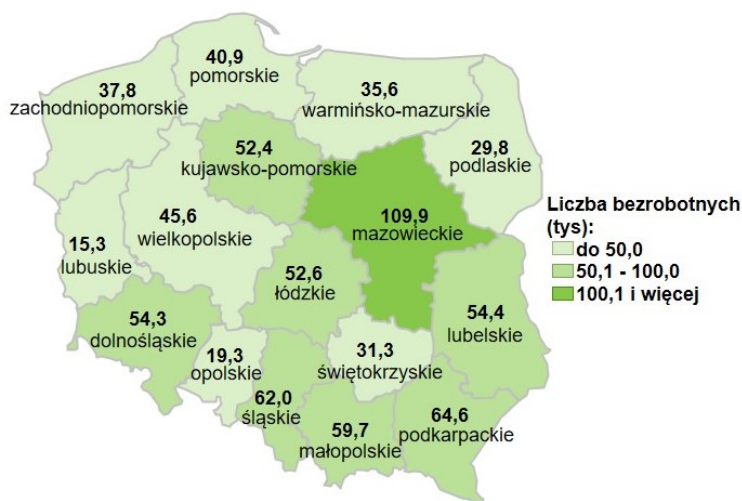 40,9
pomorskie
37,8
zachodniopomorskie
35,6
warmińsko-mazurskie
29,8
podlaskie
52,4
kujawsko-pomorskie
109,9
mazowieckie
45,6
wielkopolskie
15,3
lubuskie
52,6
łódzkie
54,3
dolnośląskie
54,4
lubelskie
19,3
opolskie
31,3
świętokrzyskie
62,0
śląskie
59,7
małopolskie
64,6
podkarpackie
Liczba bezrobotnych
(tys):
do 50,0
50,1 - 100,0
100,1 i więcej